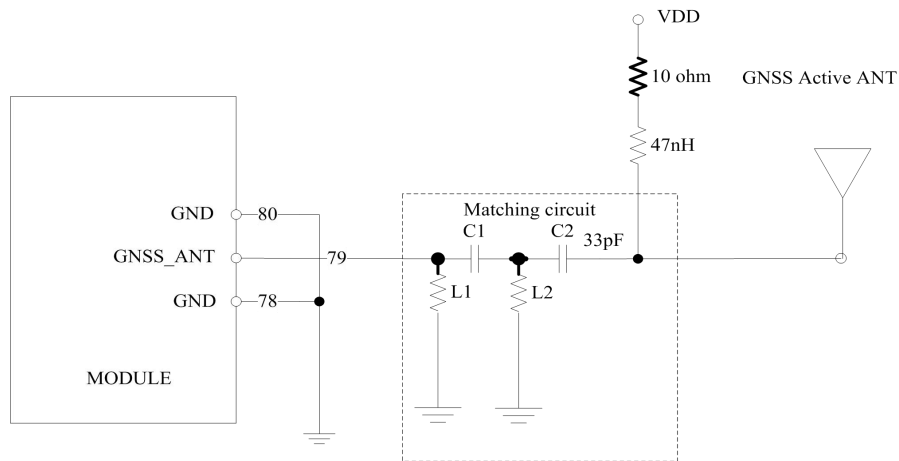 VDD
10 ohm
GNSS Active ANT
47nH
Matching circuit
C1
C2
33pF
GND
80
GNSS_ANT
79
GND
78
L1
L2
MODULE